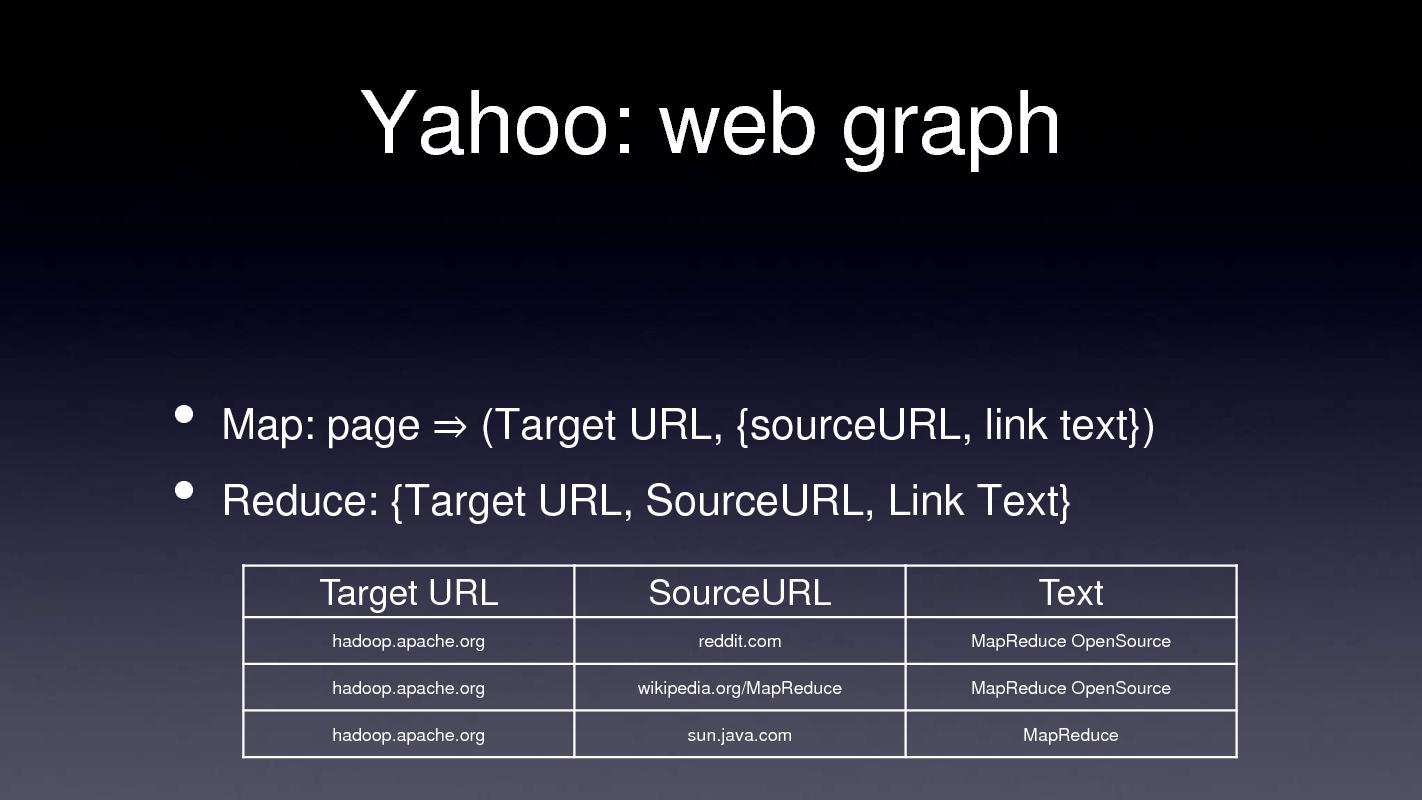 Yahoo: web graph
• Map: page ⇒ (Target URL, {sourceURL, link text})
• Reduce: {Target URL, SourceURL, Link Text}
Target URL SourceURL Text
hadoop.apache.org reddit.com MapReduce OpenSource
hadoop.apache.org wikipedia.org/MapReduce MapReduce OpenSource
hadoop.apache.org sun.java.com MapReduce